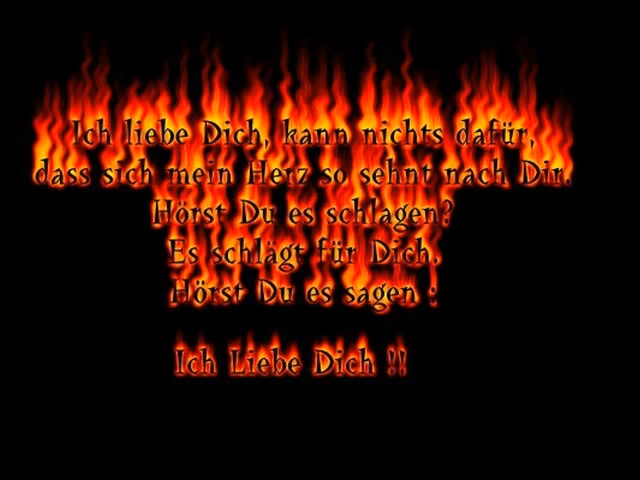 Ich liebe Dich, kann nichts dafür,
dass sich mein Herz so sehnt nach Dir.
Hörst Du es schlagen?
Es schlägt für Dich.
Hörst Du es sagen :
Ich Liebe Dich !!